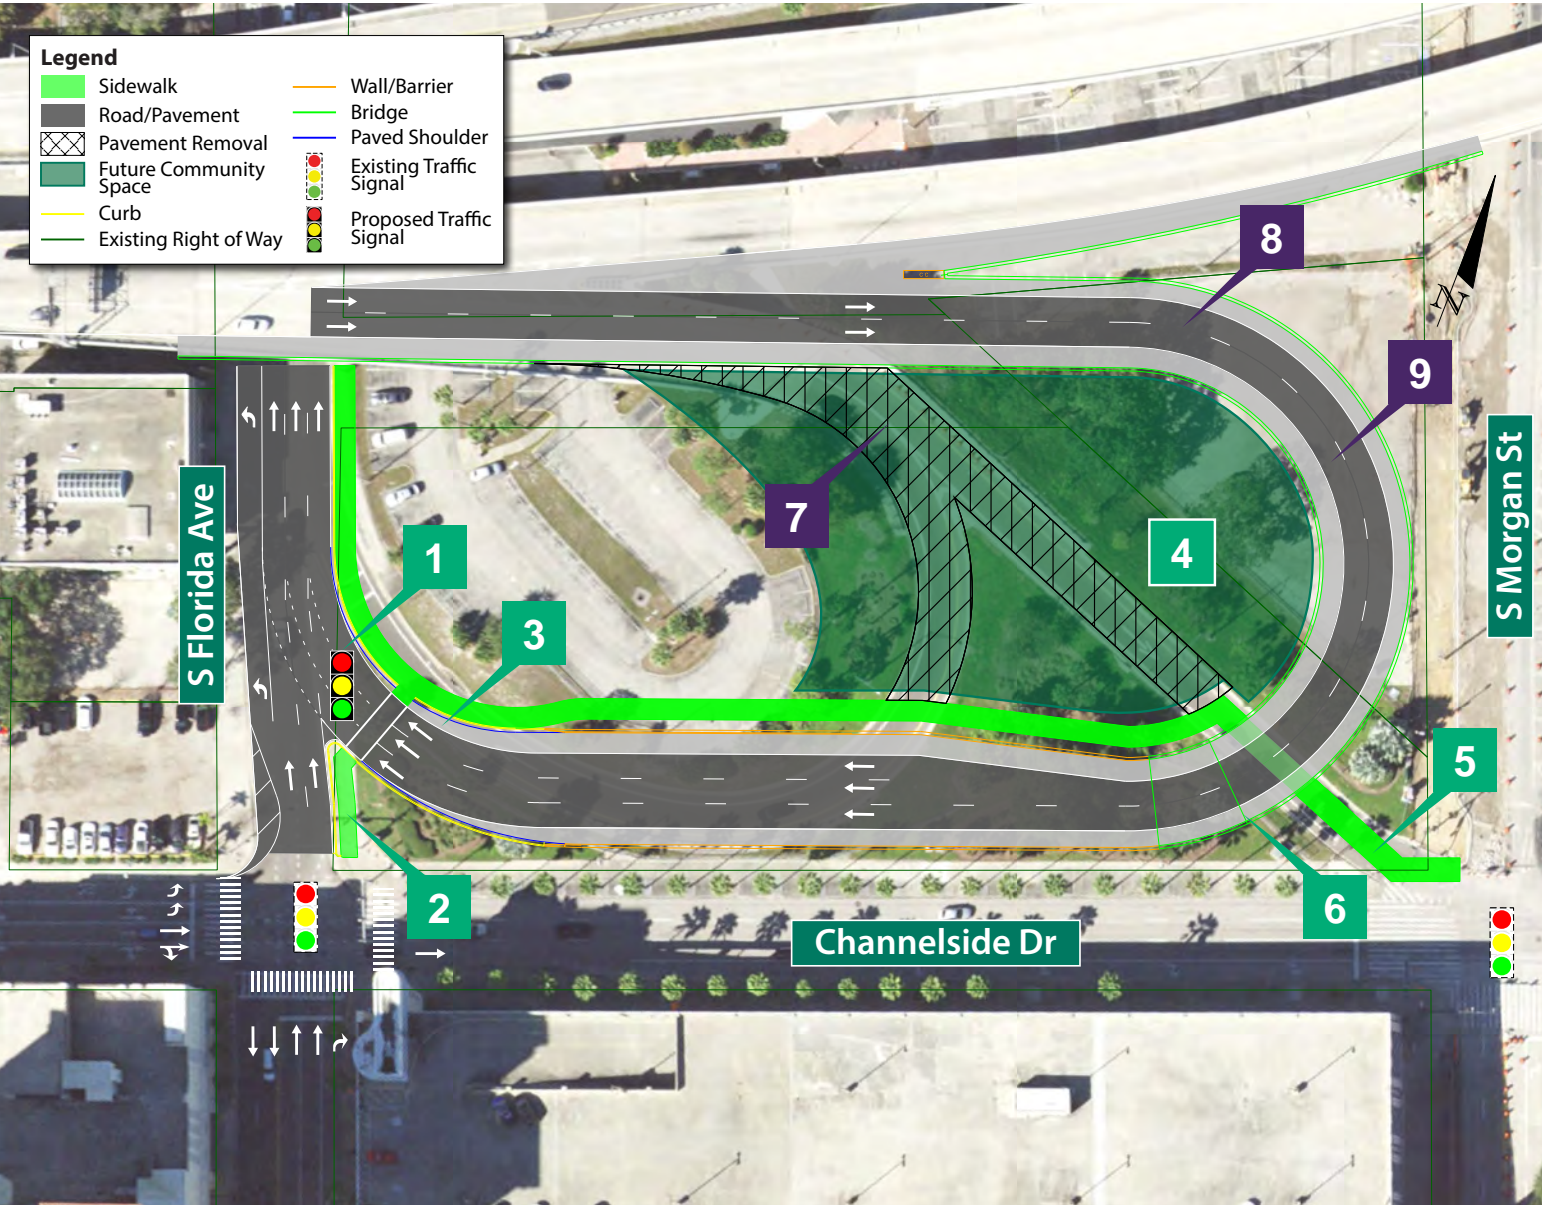 Legend
Sidewalk
Road/Pavement
Pavement Removal
Future Community
Space
Curb
Existing Right of Way
Wall/Barrier
Bridge
Paved Shoulder
Existing Traffic
Signal
Proposed Traffic
Signal
8
N
9
7
S Florida Ave
S Morgan St
1
4
3
5
2
6
Channelside Dr